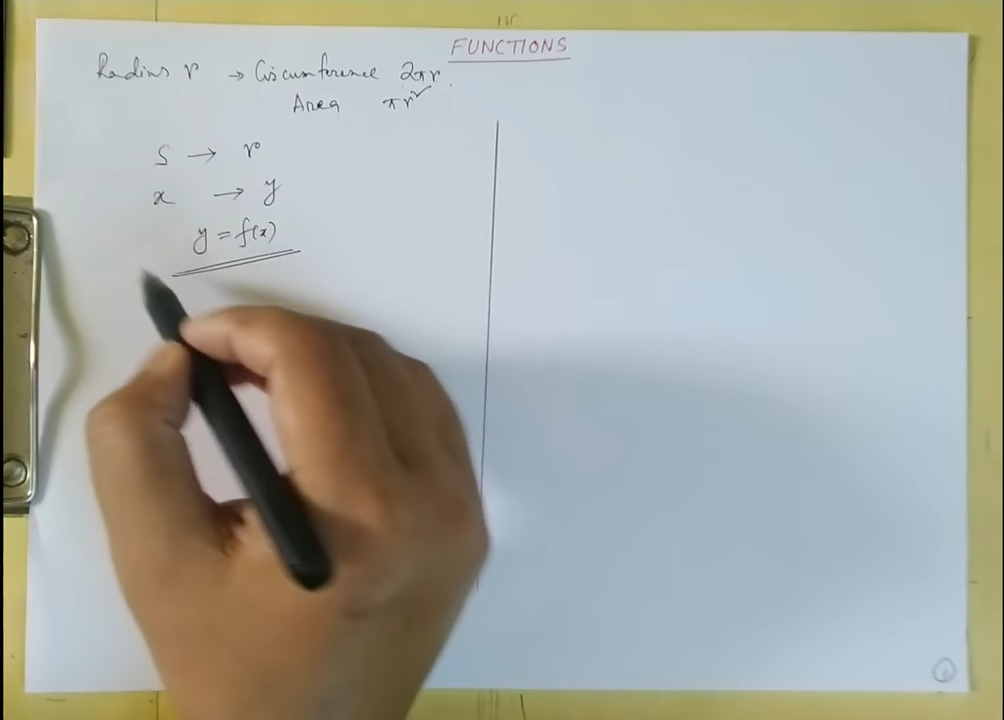 FUNCTIONS
Radius r → Circumference 2πr.
Area πr²
S → r
x → y
y = f(x)